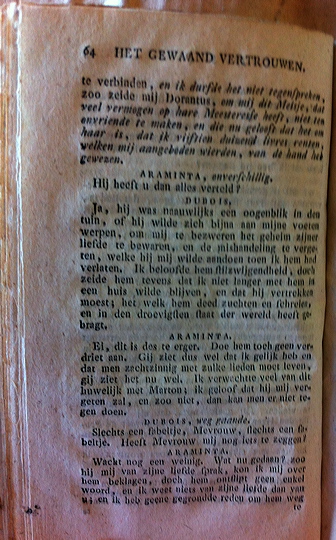 64 HET GEWAAND VERTROUWEN.
te verbinden, en ik durfde het niet tegenspreken,
zoo zeide mij Dorantus, om mij die Meisje, dat
veel vermogen op hare Meesteresse heeft, niet ten
onvriende te maken, en die nu gelooft dat het om
haar is, dat ik vijftien duizend livres renten,
welken mij aangeboden wierden, van de hand heb
gewezen.
ARAMINTA, onverschillig.
Hij heeft u dan alles verteld?
DUBOIS,
Ja, hij was naauwlijks een oogenblik in den
tuin, of hij wilde zich bijna aan mijne voeten
werpen, om mij te bezweren het geheim zijner
liefde te bewaren, en de mishandeling te verge-
ten, welke hij mij wilde aandoen toen ik hem had
verlaten. Ik beloofde hem stilzwijgendheid, doch
zeide hem tevens dat ik niet langer met hem in
een huis wilde blijven, en dat hij vertrekken
moest; het welk hem deed zuchten en schreien,
en in den droevigsten staat der wereld heeft ge-
bragt.
ARAMINTA.
Ei, dit is des te erger. Doe hem toch geen ver-
driet aan. Gij ziet dus wel dat ik gelijk heb en
dat men zachtzinnig met zulke lieden moet leven,
gij ziet het nu wel. Ik verwachtte veel van dit
huwelijk met Marton; ik geloof dat hij mij ver-
geten zal, en zoo niet, dan kan men er niet te-
gen doen.
DUBOIS, weg gaande.
Slechts een fabeltje, Mevrouw, slechts een fa-
beltje. Heeft Mevrouw mij nog iets te zeggen?
ARAMINTA.
Wacht nog een weinig. Wat nu gedaan? zoo
hij mij van zijne liefde sprak, kon ik mij over
hem beklagen, doch hem ontslipt geen enkel
woord, en ik weet niets van zijne liefde dan van
u; en ik heb geene gegrondde reden om hem weg
te